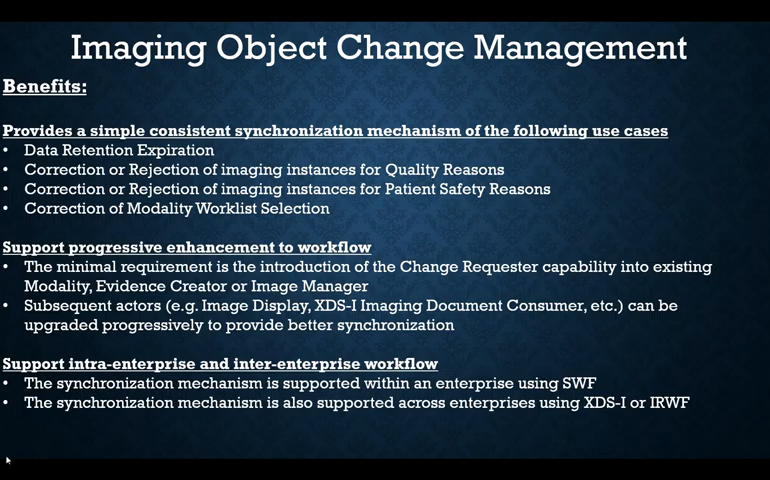 Imaging Object Change Management
Benefits:
Provides a simple consistent synchronization mechanism of the following use cases
• Data Retention Expiration
• Correction or Rejection of imaging instances for Quality Reasons
• Correction or Rejection of imaging instances for Patient Safety Reasons
• Correction of Modality Worklist Selection
Support progressive enhancement to workflow
• The minimal requirement is the introduction of the Change Requester capability into existing
Modality, Evidence Creator or Image Manager
• Subsequent actors (e.g. Image Display, XDS-I Imaging Document Consumer, etc.) can be
upgraded progressively to provide better synchronization
Support intra-enterprise and inter-enterprise workflow
• The synchronization mechanism is supported within an enterprise using SWF
• The synchronization mechanism is also supported across enterprises using XDS-I or IRWF